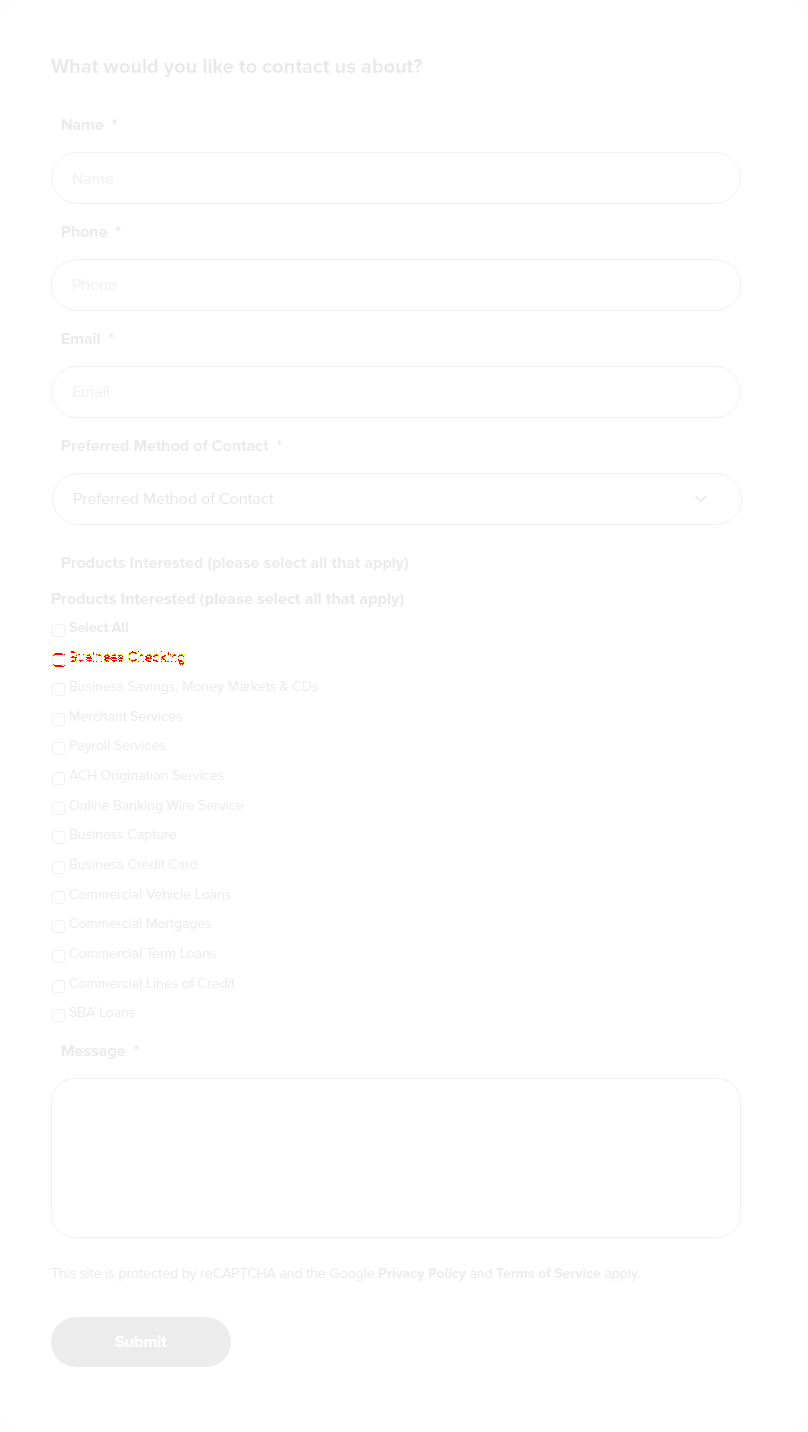 What would you like to contact us about?
Name *
Name
Phone *
Phone
Email *
Email
Preferred Method of Contact *
Preferred Method of Contact
Products Interested (please select all that apply)
Products Interested (please select all that apply)
Select All
Business Checking
Business Savings, Money Markets & CDs
Merchant Services
Payroll Services
ACH Origination Services
Online Banking Wire Service
Business Capture
Business Credit Card
Commercial Vehicle Loans
Commercial Mortgages
Commercial Term Loans
Commercial Lines of Credit
SBA Loans
Message *
This site is protected by reCAPTCHA and the Google Privacy Policy and Terms of Service apply.
Submit